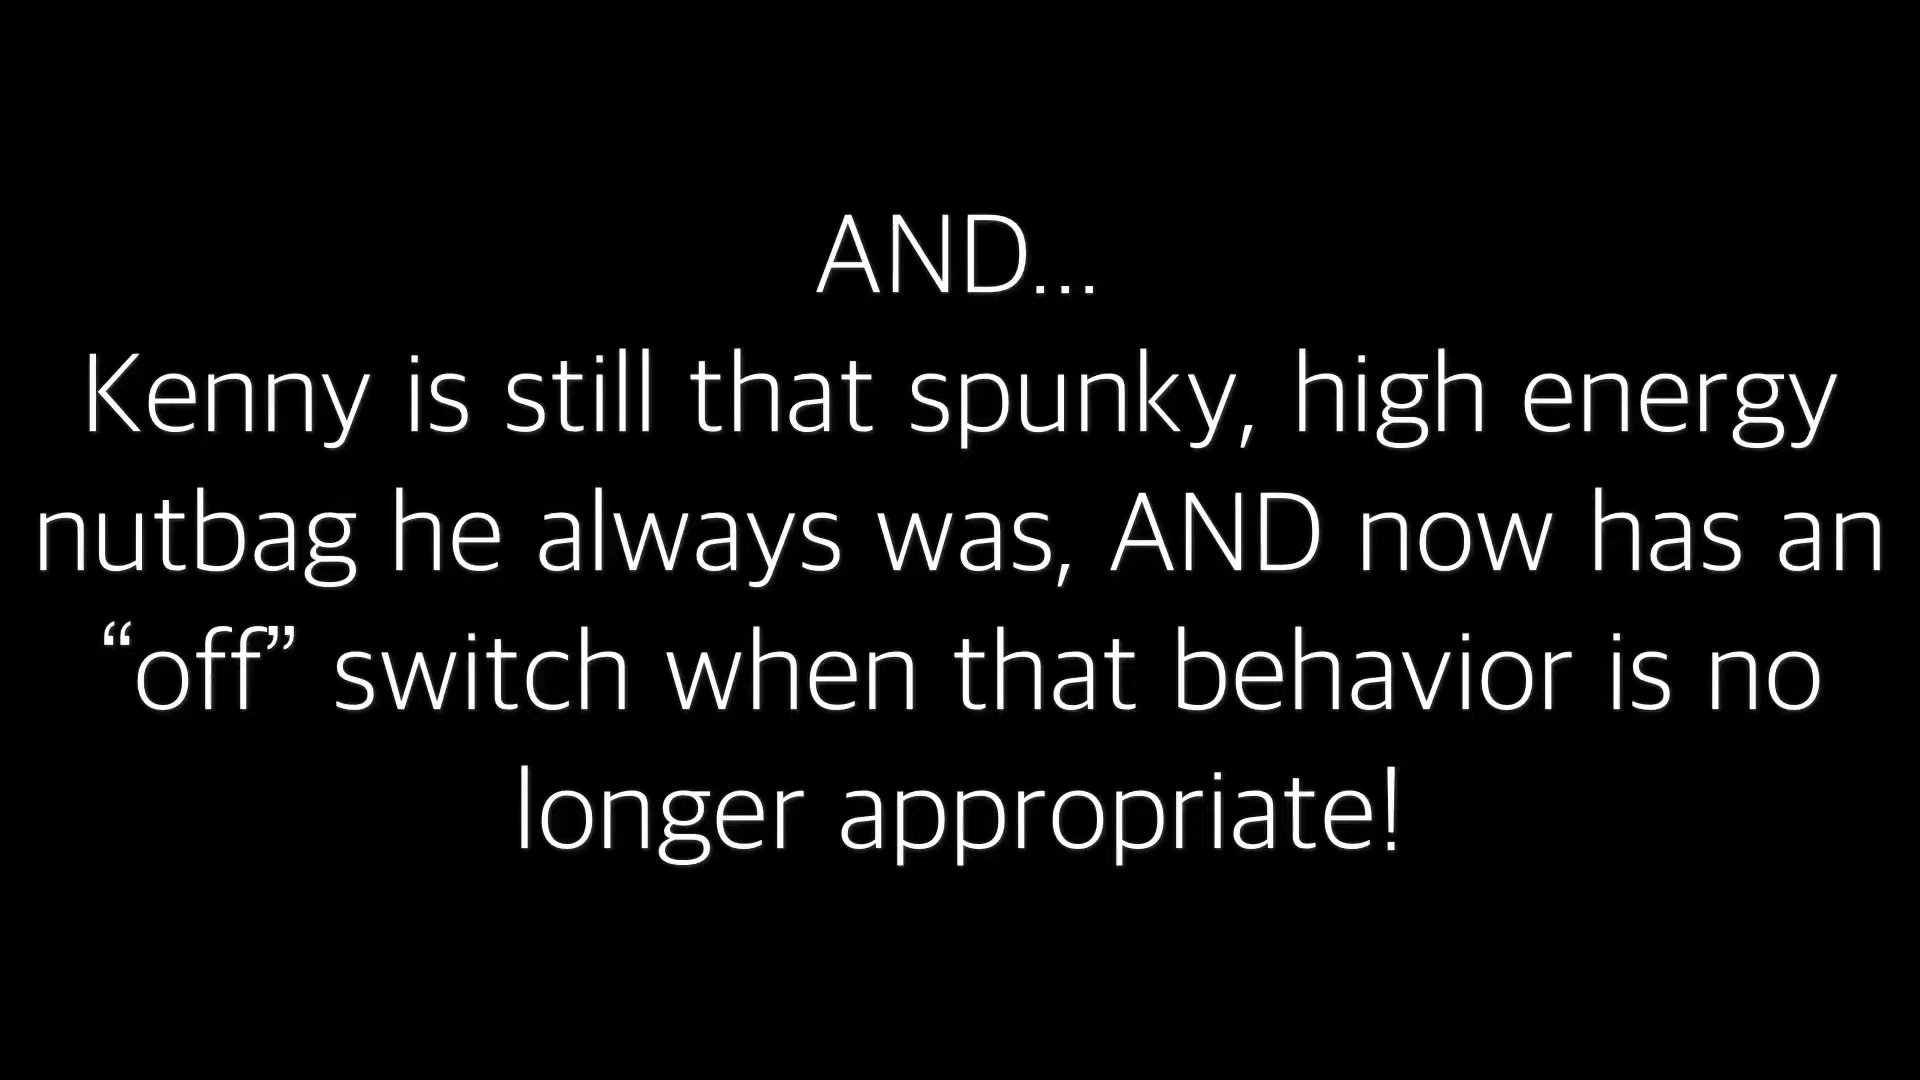 AND...
Kenny is still that spunky, high energy
nutbag he always was, AND now has an
“off” switch when that behavior is no
longer appropriate!